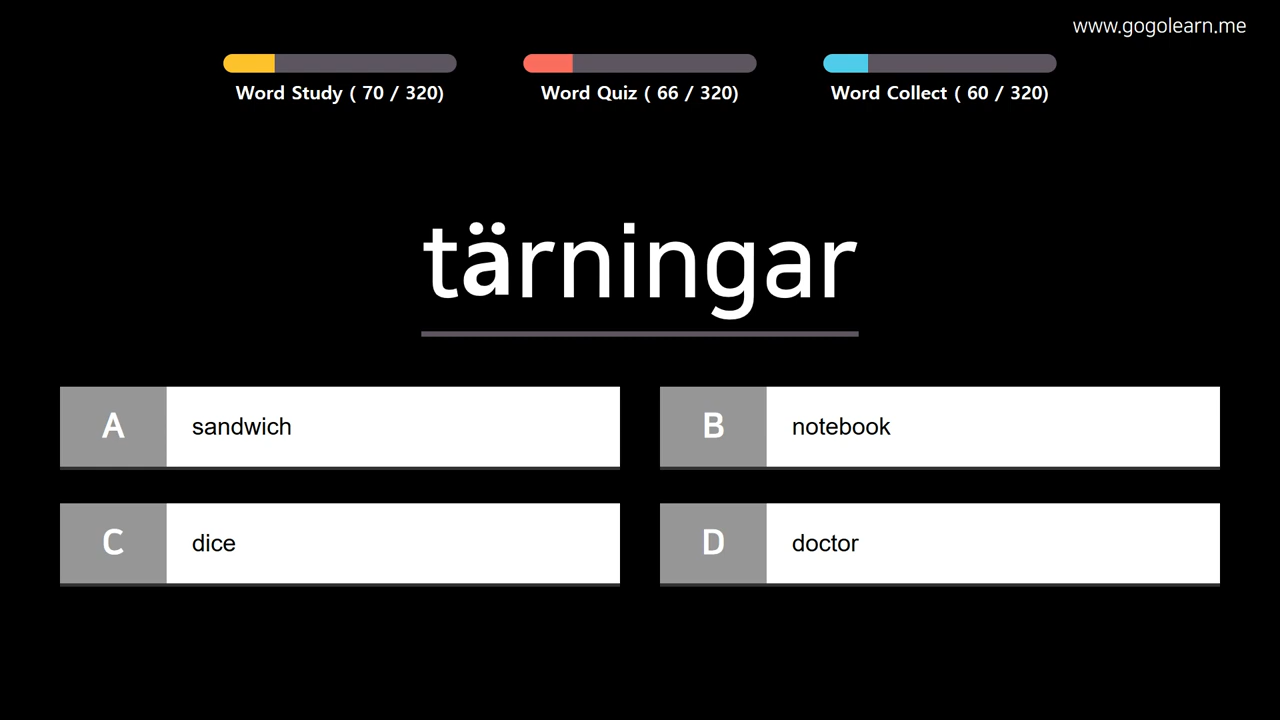 www.gogolearn.me
Word Study ( 70 / 320)
Word Quiz ( 66 / 320)
Word Collect ( 60 / 320)
tärningar
A sandwich
B notebook
C dice
D doctor